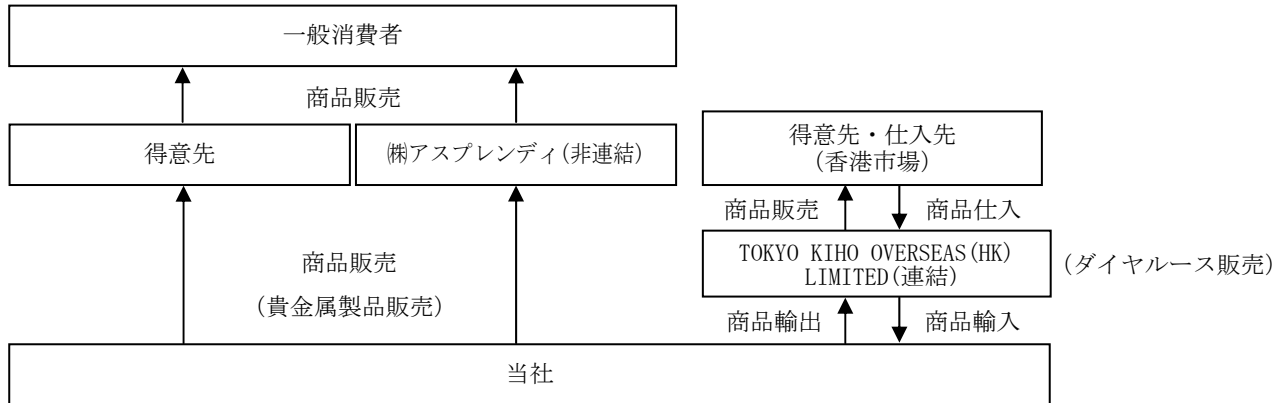 一般消費者
商品販売
得意先
㈱アスプレンディ(非連結)
得意先・仕入先
(香港市場)
商品販売
商品仕入
TOKYO KIHO OVERSEAS(HK)
LIMITED(連結)
(ダイヤルース販売)
商品販売
(貴金属製品販売)
商品輸出
商品輸入
当社